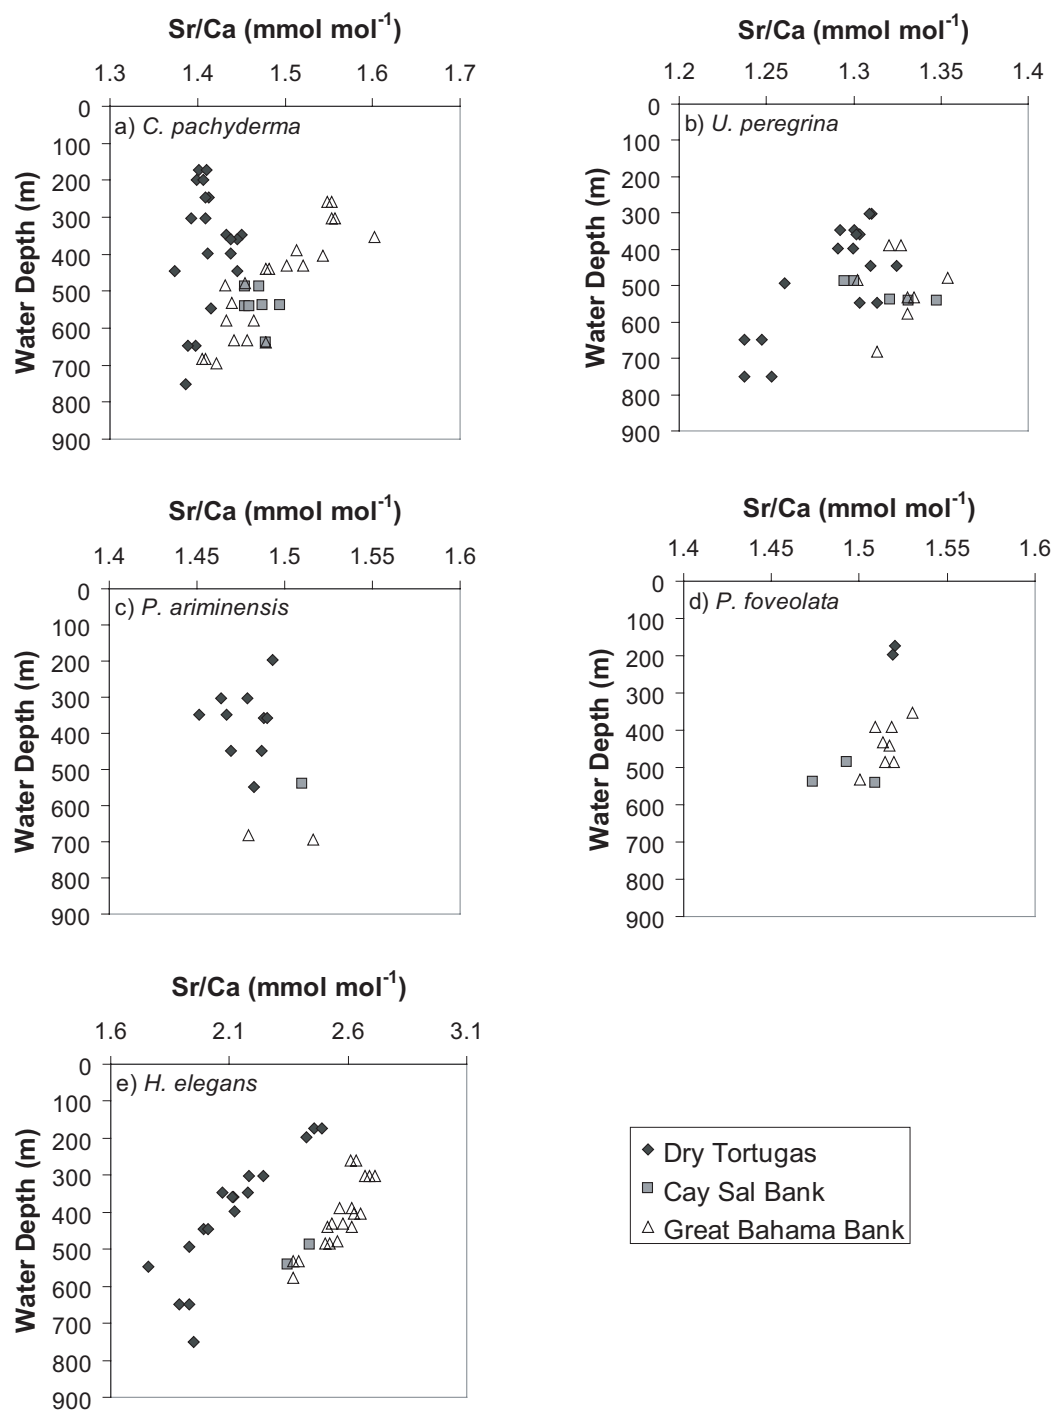 Sr/Ca (mmol mol-1)
1.3 1.4 1.5 1.6 1.7
0
100
200
300
400
500
600
700
800
900
Water Depth (m)
a) C. pachyderma
Sr/Ca (mmol mol-1)
1.2 1.25 1.3 1.35 1.4
0
100
200
300
400
500
600
700
800
900
Water Depth (m)
b) U. peregrina
Sr/Ca (mmol mol-1)
1.4 1.45 1.5 1.55 1.6
0
100
200
300
400
500
600
700
800
900
Water Depth (m)
c) P. ariminensis
Sr/Ca (mmol mol-1)
1.4 1.45 1.5 1.55 1.6
0
100
200
300
400
500
600
700
800
900
Water Depth (m)
d) P. foveolata
Sr/Ca (mmol mol-1)
1.6 2.1 2.6 3.1
0
100
200
300
400
500
600
700
800
900
Water Depth (m)
e) H. elegans
Dry Tortugas
Cay Sal Bank
Great Bahama Bank